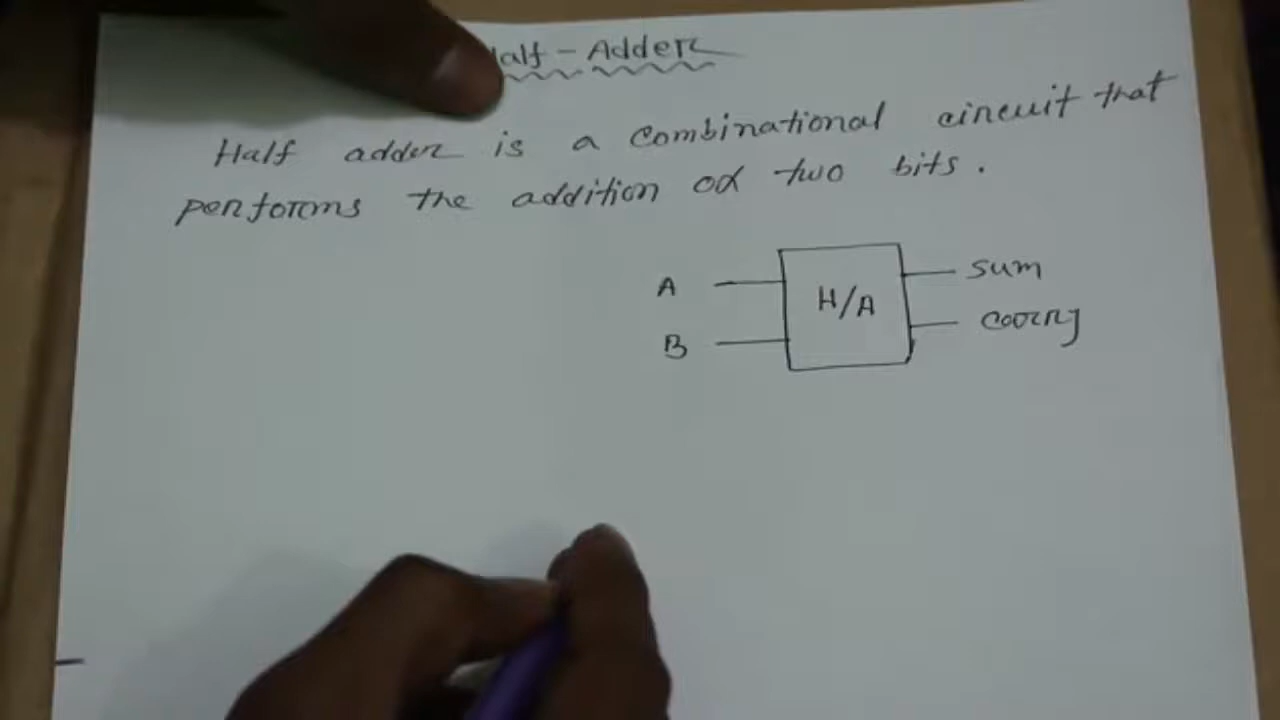 Half-Adder
Half adder is a combinational circuit that
performs the addition of two bits.
A
H/A
sum
B
carry